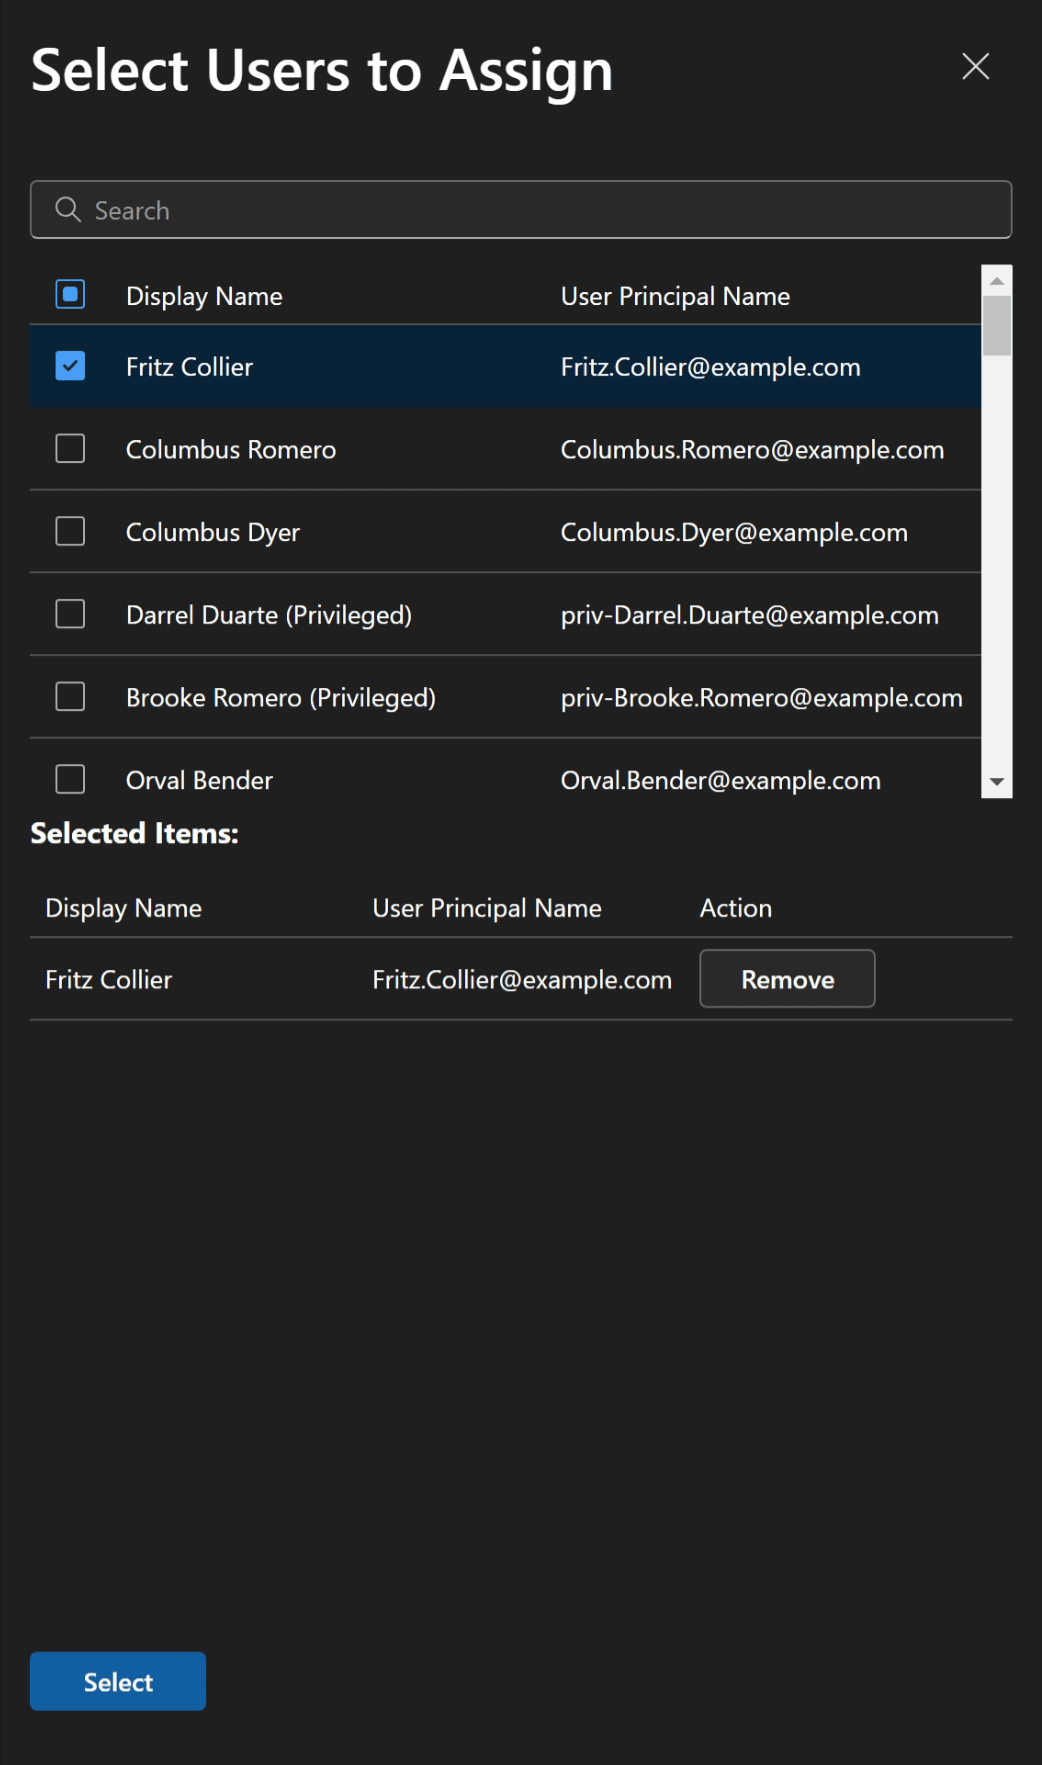 Select Users to Assign
Search
Display Name User Principal Name
Fritz Collier Fritz.Collier@example.com
Columbus Romero Columbus.Romero@example.com
Columbus Dyer Columbus.Dyer@example.com
Darrel Duarte (Privileged) priv-Darrel.Duarte@example.com
Brooke Romero (Privileged) priv-Brooke.Romero@example.com
Orval Bender Orval.Bender@example.com
Selected Items:
Display Name User Principal Name Action
Fritz Collier Fritz.Collier@example.com Remove
Select